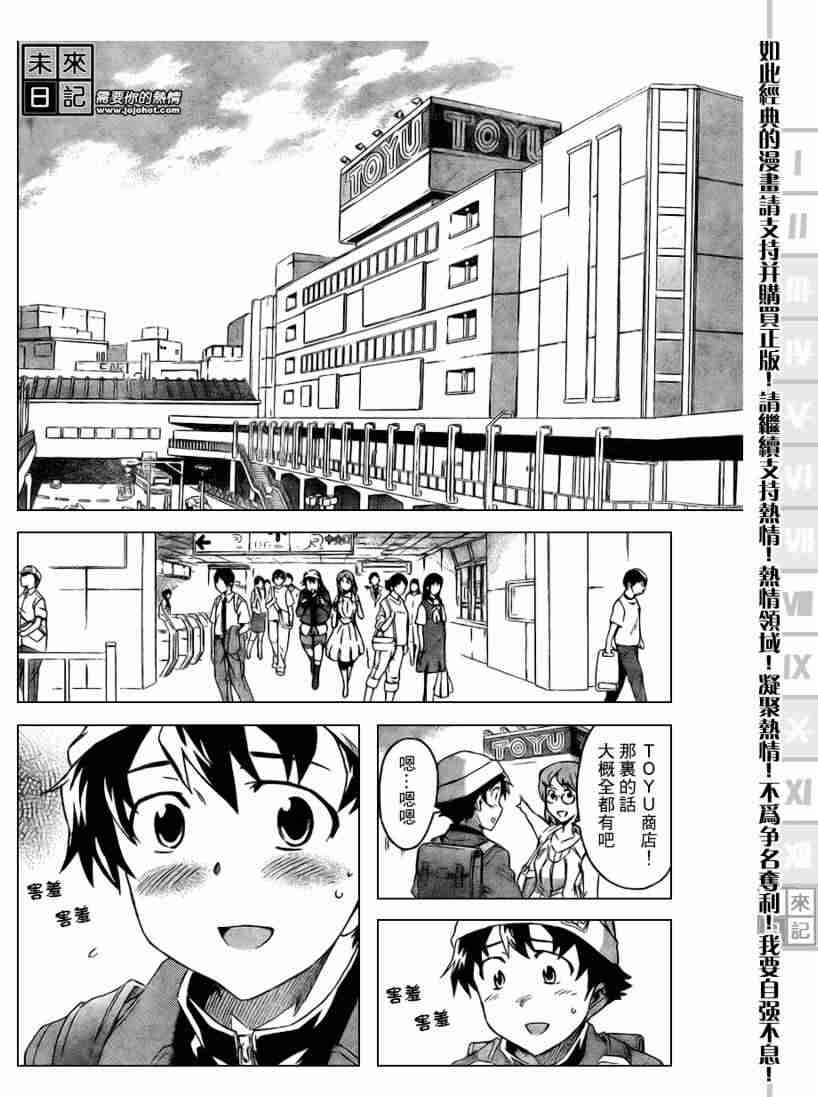 未來
日記
需要你的熱情
www.jojohot.com
TOYU TOYU
TOYU
TOYU商店！
那裏的話
大概全都有吧
嗯…嗯嗯
害羞
害羞
害羞
害羞
如此經典的漫畫請支持并購買正版！請繼續支持熱情！熱情領域！凝聚熱情！不爲争名奪利！我要自强不息！
I
II
III
IV
V
VI
VII
VIII
IX
X
XI
XII
來
記